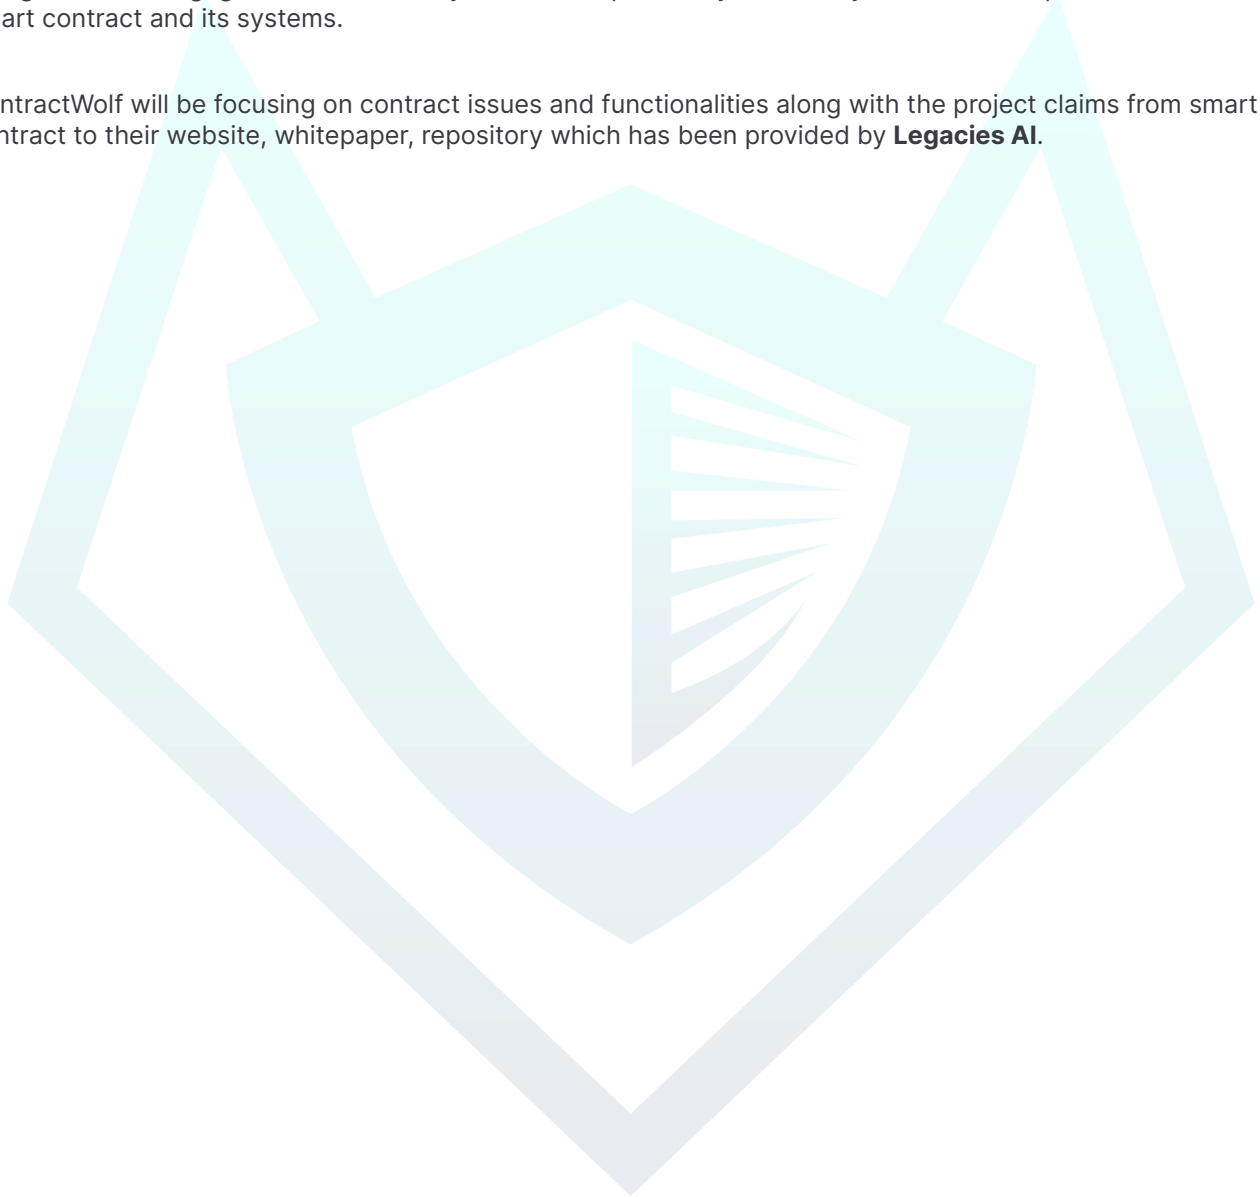 art contract and its systems.
ntractWolf will be focusing on contract issues and functionalities along with the project claims from smart
ntract to their website, whitepaper, repository which has been provided by Legacies AI.